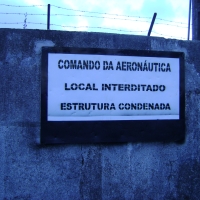 COMANDO DA AERONÁUTICA
LOCAL INTERDITADO
ESTRUTURA CONDENADA